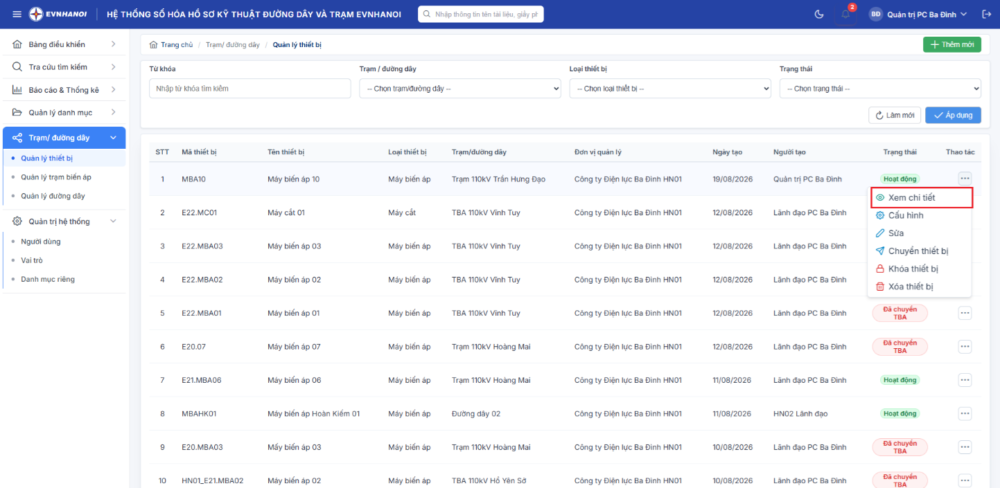 EVNHANOI
HỆ THỐNG SỐ HÓA HỒ SƠ KỸ THUẬT ĐƯỜNG DÂY VÀ TRẠM EVNHANOI
Nhập thông tin tên tài liệu, giấy ph
2
BĐ
Quản trị PC Ba Đình
Bảng điều khiển
Tra cứu tìm kiếm
Báo cáo & Thống kê
Quản lý danh mục
Trạm/ đường dây
Quản lý thiết bị
Quản lý trạm biến áp
Quản lý đường dây
Quản trị hệ thống
Người dùng
Vai trò
Danh mục riêng
Trang chủ / Trạm/ đường dây / Quản lý thiết bị
Thêm mới
Từ khóa Trạm / đường dây Loại thiết bị Trạng thái
Nhập từ khóa tìm kiếm -- Chọn trạm/đường dây -- -- Chọn loại thiết bị -- -- Chọn trạng thái --
Làm mới Áp dụng
STT Mã thiết bị Tên thiết bị Loại thiết bị Trạm/đường dây Đơn vị quản lý Ngày tạo Người tạo Trạng thái Thao tác
1 MBA10 Máy biến áp 10 Máy biến áp Trạm 110kV Trần Hưng Đạo Công ty Điện lực Ba Đình HN01 19/08/2026 Quản trị PC Ba Đình Hoạt động
Xem chi tiết
Cấu hình
Sửa
Chuyển thiết bị
Khóa thiết bị
Xóa thiết bị
2 E22.MC01 Máy cắt 01 Máy cắt TBA 110kV Vĩnh Tuy Công ty Điện lực Ba Đình HN01 12/08/2026 Lãnh đạo PC Ba Đình
3 E22.MBA03 Máy biến áp 03 Máy biến áp TBA 110kV Vĩnh Tuy Công ty Điện lực Ba Đình HN01 12/08/2026 Lãnh đạo PC Ba Đình
4 E22.MBA02 Máy biến áp 02 Máy biến áp TBA 110kV Vĩnh Tuy Công ty Điện lực Ba Đình HN01 12/08/2026 Lãnh đạo PC Ba Đình
5 E22.MBA01 Máy biến áp 01 Máy biến áp TBA 110kV Vĩnh Tuy Công ty Điện lực Ba Đình HN01 12/08/2026 Lãnh đạo PC Ba Đình Đã chuyển
TBA
6 E20.07 Máy biến áp 07 Máy biến áp Trạm 110kV Hoàng Mai Công ty Điện lực Ba Đình HN01 12/08/2026 Lãnh đạo PC Ba Đình Đã chuyển
TBA
7 E21.MBA06 Máy biến áp 06 Máy biến áp Trạm 110kV Hoàng Mai Công ty Điện lực Ba Đình HN01 11/08/2026 Lãnh đạo PC Ba Đình Hoạt động
8 MBAHK01 Máy biến áp Hoàn Kiếm 01 Máy biến áp Đường dây 02 Công ty Điện lực Ba Đình HN01 11/08/2026 HN02 Lãnh đạo Hoạt động
9 E20.MBA03 Mấy biến áp 03 Máy biến áp Trạm 110kV Hoàng Mai Công ty Điện lực Ba Đình HN01 10/08/2026 Lãnh đạo PC Ba Đình Đã chuyển
TBA
10 HN01_E21.MBA02 Máy biến áp 02 Máy biến áp TBA 110kV Hồ Yên Sở Công ty Điện lực Ba Đình HN01 10/08/2026 Lãnh đạo PC Ba Đình Đã chuyển
TBA